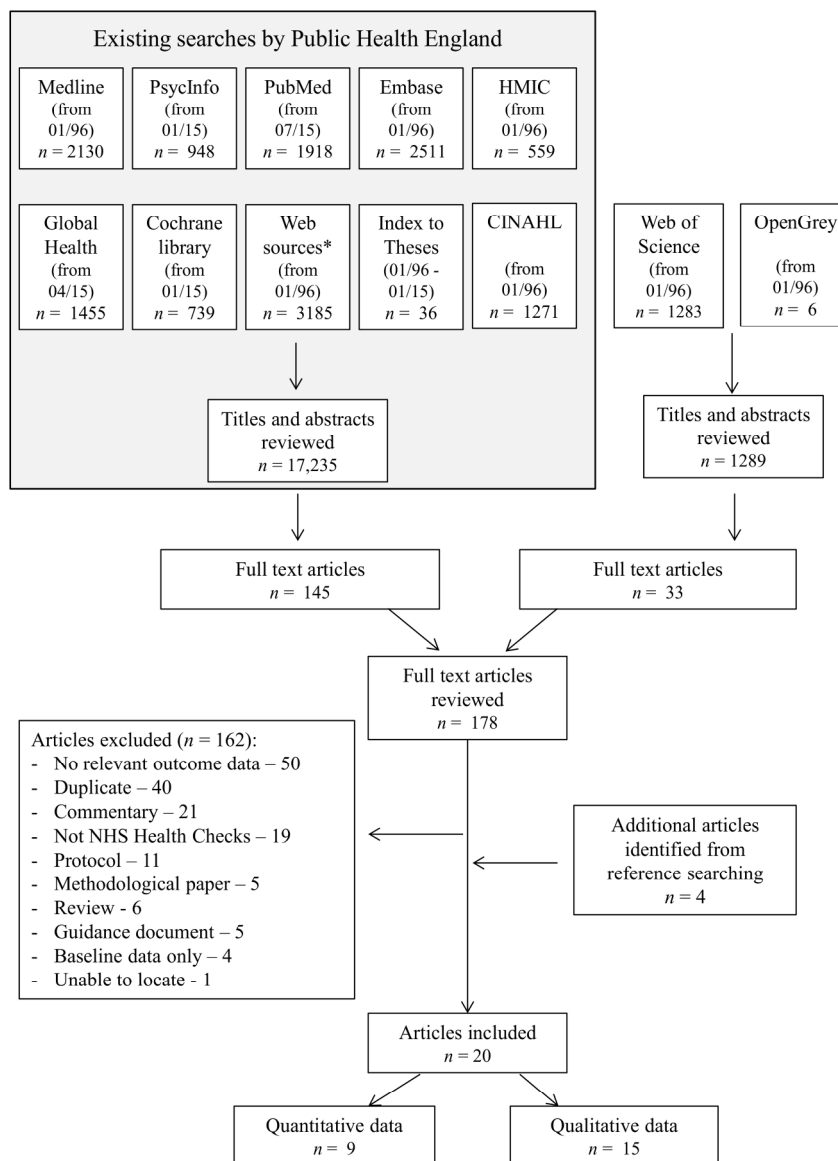 Existing searches by Public Health England
Medline
(from
01/96)
n = 2130
PsycInfo
(from
01/15)
n = 948
PubMed
(from
07/15)
n = 1918
Embase
(from
01/96)
n = 2511
HMIC
(from
01/96)
n = 559
Global
Health
(from
04/15)
n = 1455
Cochrane
library
(from
01/15)
n = 739
Web
sources*
(from
01/96)
n = 3185
Index to
Theses
(01/96 -
01/15)
n = 36
CINAHL
(from
01/96)
n = 1271
Web of
Science
(from
01/96)
n = 1283
OpenGrey
(from
01/96)
n = 6
Titles and abstracts
reviewed
n = 17,235
Titles and abstracts
reviewed
n = 1289
Full text articles
n = 145
Full text articles
n = 33
Full text articles
reviewed
n = 178
Articles excluded (n = 162):
- No relevant outcome data – 50
- Duplicate – 40
- Commentary – 21
- Not NHS Health Checks – 19
- Protocol – 11
- Methodological paper – 5
- Review - 6
- Guidance document – 5
- Baseline data only – 4
- Unable to locate - 1
Additional articles
identified from
reference searching
n = 4
Articles included
n = 20
Quantitative data
n = 9
Qualitative data
n = 15